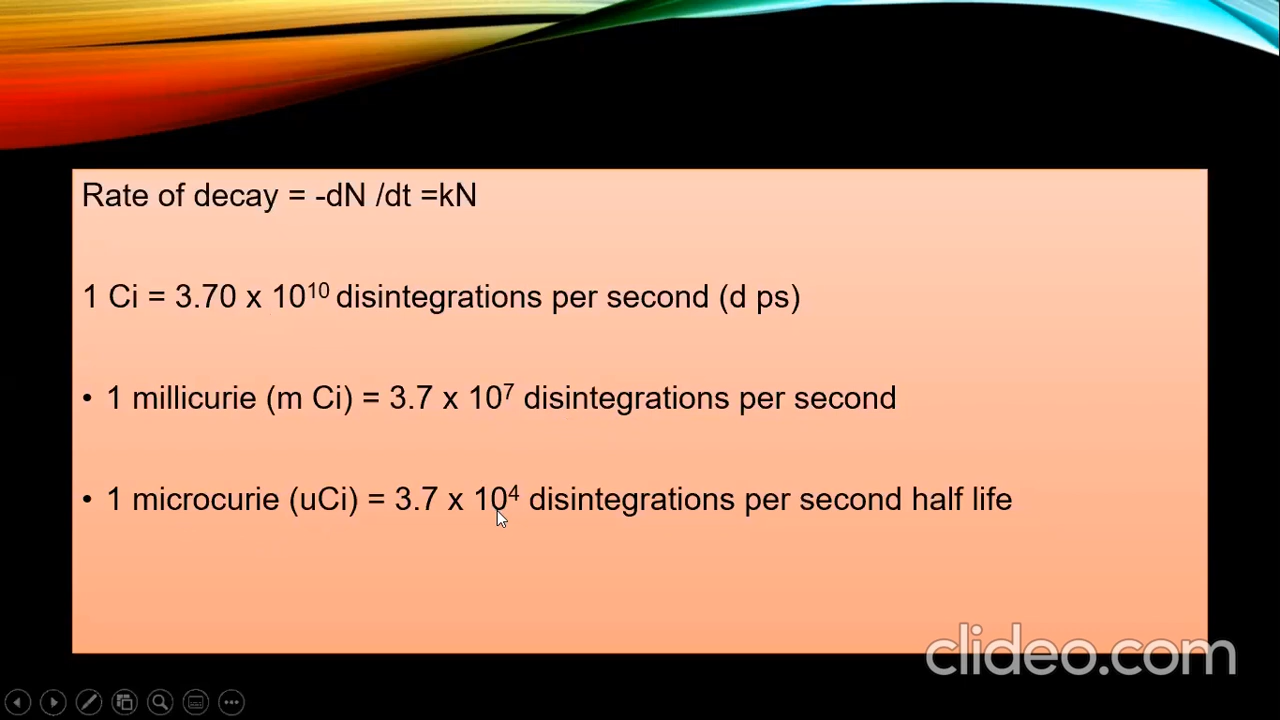 Rate of decay = -dN /dt =kN
1 Ci = 3.70 x 10¹⁰ disintegrations per second (d ps)
• 1 millicurie (m Ci) = 3.7 x 10⁷ disintegrations per second
• 1 microcurie (uCi) = 3.7 x 10⁴ disintegrations per second half life
clideo.com